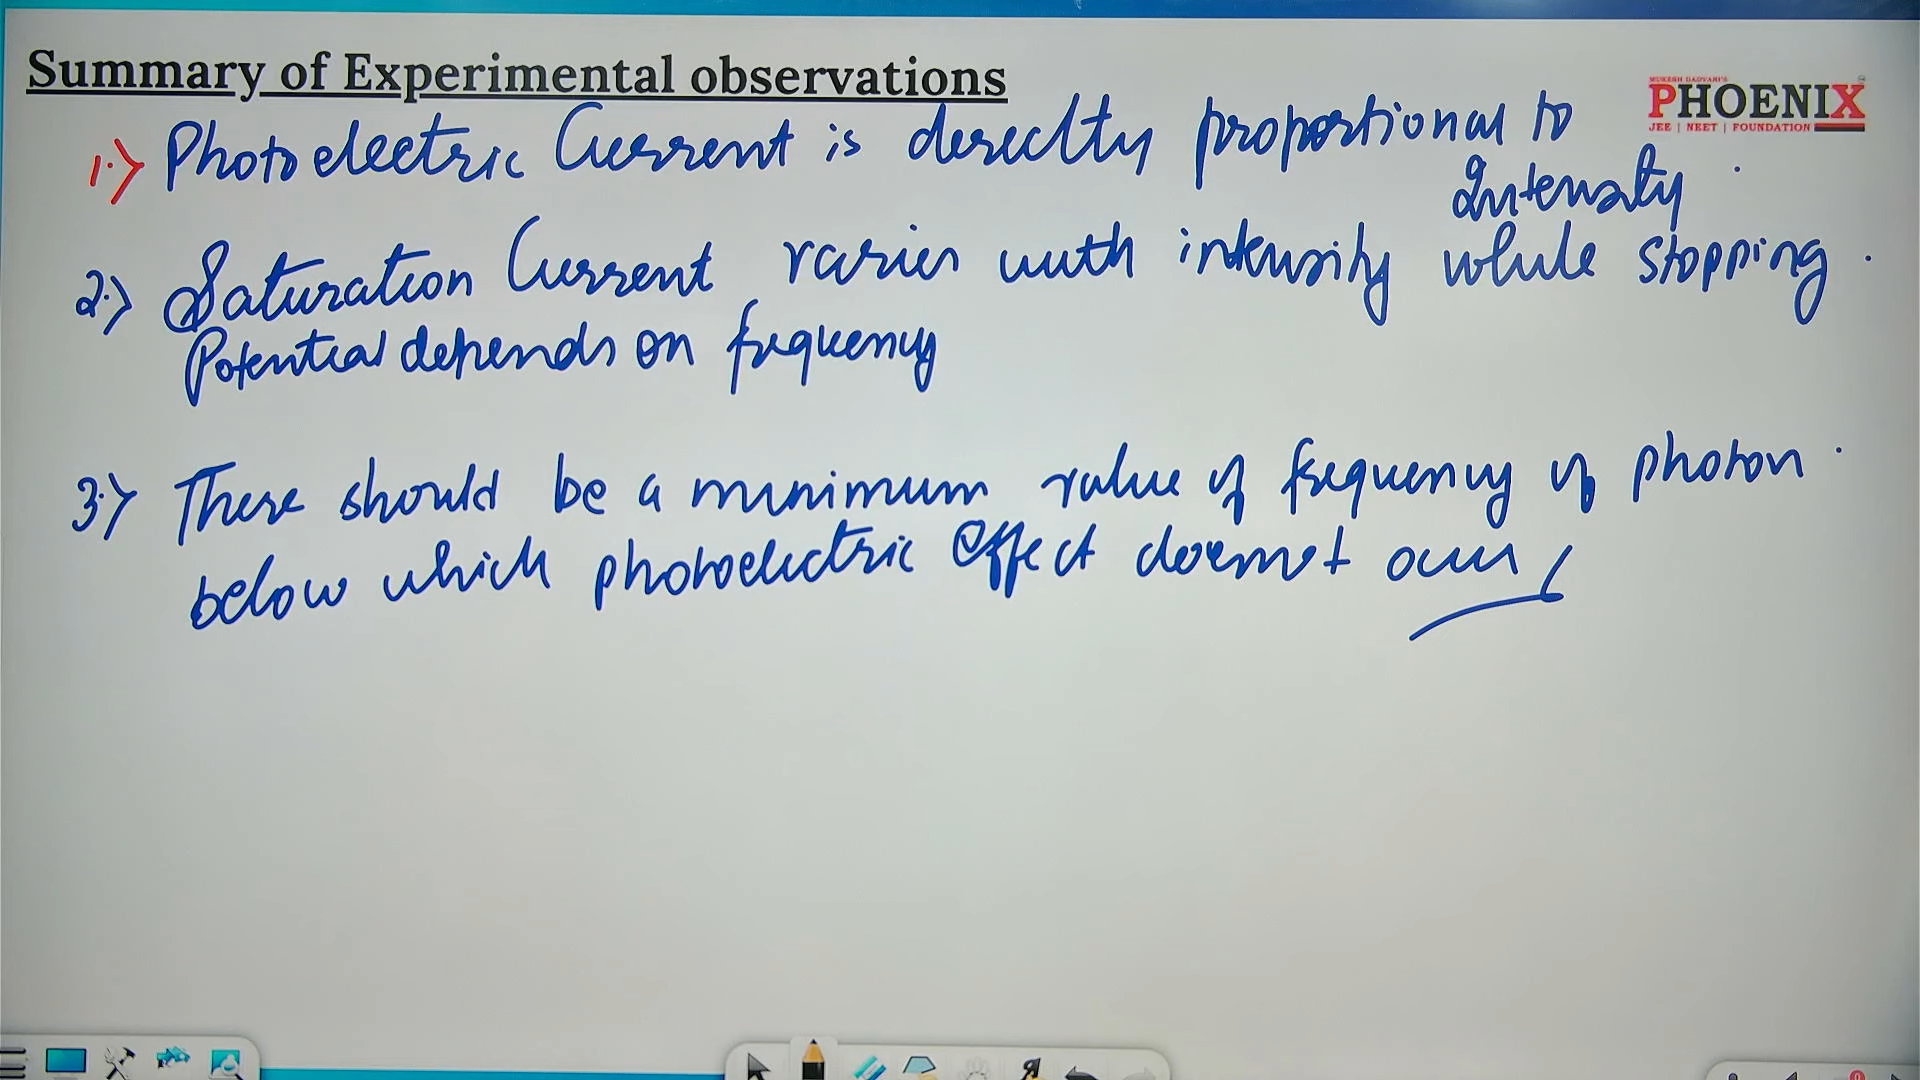 Summary of Experimental observations
MUKESH GADVANI'S
PHOENIX
JEE | NEET | FOUNDATION
1.) Photoelectric Current is directly proportional to
Intensity
2.) Saturation Current varies with intensity while stopping
Potential depends on frequency
3.) There should be a minimum value of frequency of photon
below which photoelectric effect doesnot occur